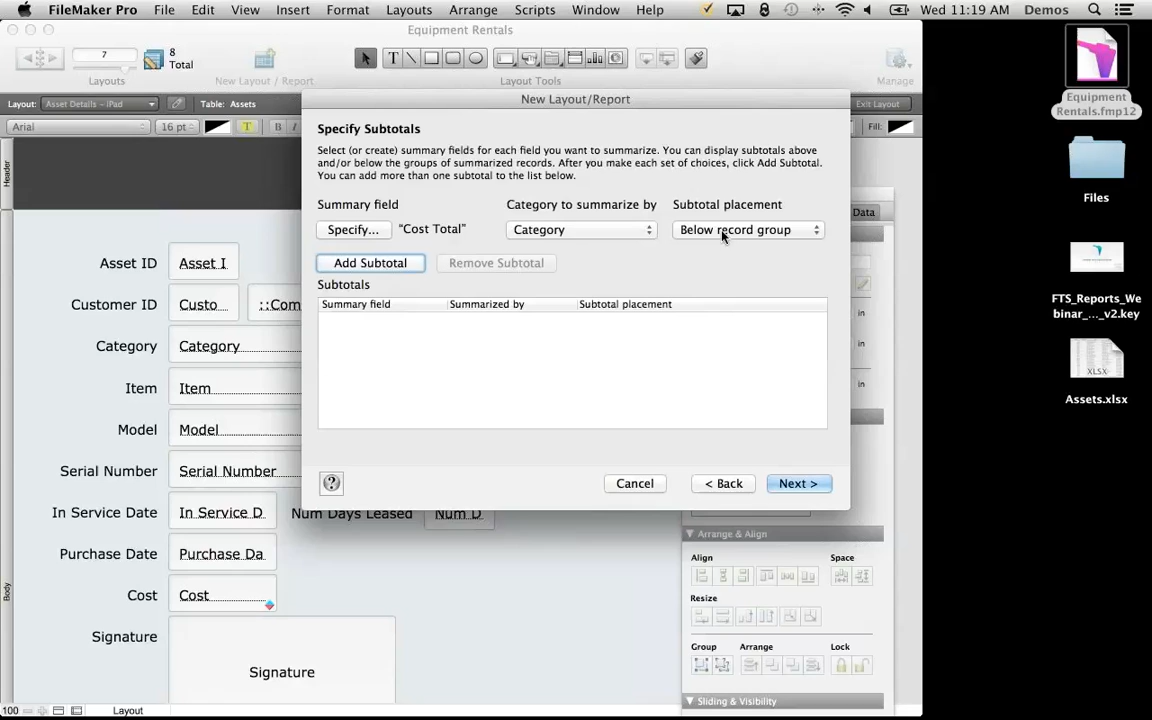 FileMaker Pro File Edit View Insert Format Layouts Arrange Scripts Window Help Wed 11:19 AM Demos
Equipment Rentals
7
8
Total
Layouts
New Layout / Report
Layout Tools
Manage
Layout: Asset Details – iPad Table: Assets
Exit Layout
Arial 16 pt B I
Fill:
New Layout/Report
Specify Subtotals
Select (or create) summary fields for each field you want to summarize. You can display subtotals above
and/or below the groups of summarized records. After you make each set of choices, click Add Subtotal.
You can add more than one subtotal to the list below.
Summary field Category to summarize by Subtotal placement
Specify... "Cost Total" Category Below record group
Add Subtotal Remove Subtotal
Subtotals
Summary field Summarized by Subtotal placement
Cancel < Back Next >
?
Header
Body
Data
in
in
in
Asset ID Asset I
Customer ID Custo ::Com
Category Category
Item Item
Model Model
Serial Number Serial Number
In Service Date In Service D Num Days Leased Num D
Purchase Date Purchase Da
Cost Cost
Signature
Signature
Arrange & Align
Align Space
Resize
Group Arrange Lock
Sliding & Visibility
100 Layout
Equipment
Rentals.fmp12
Files
FTS_Reports_We
binar_..._v2.key
XLSX
Assets.xlsx